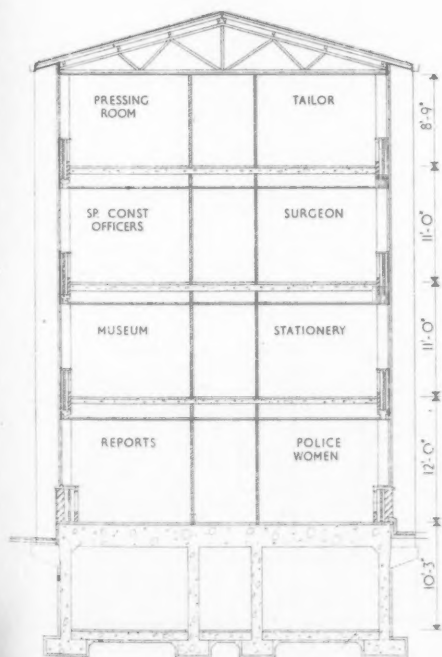 PRESSING
ROOM
TAILOR
8'-9"
SP. CONST
OFFICERS
SURGEON
11'-0"
MUSEUM
STATIONERY
11'-0"
REPORTS
POLICE
WOMEN
12'-0"
10'-3"